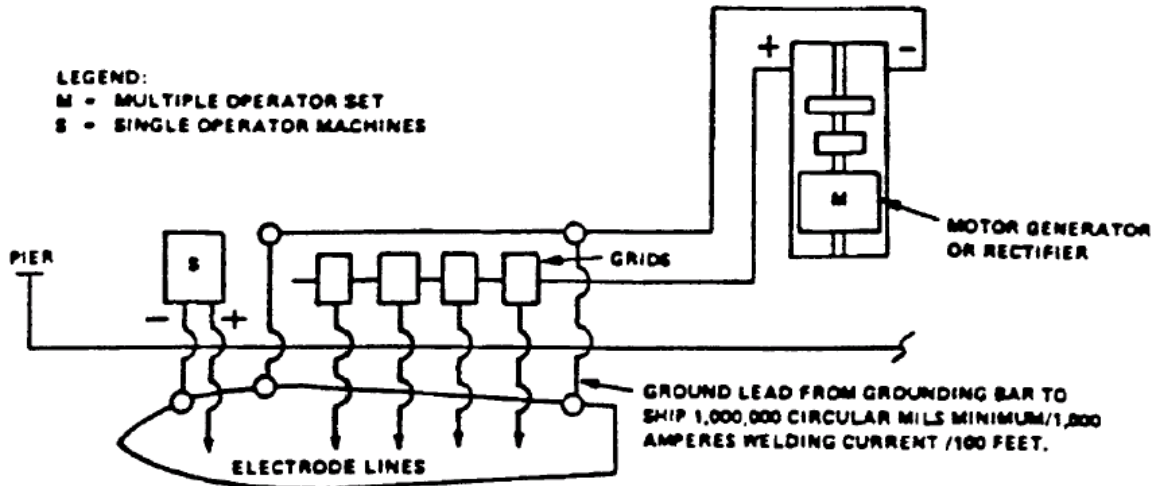 LEGEND:
M = MULTIPLE OPERATOR SET
S = SINGLE OPERATOR MACHINES
+ -
M
MOTOR GENERATOR
OR RECTIFIER
PIER
S
GRIDS
- +
GROUND LEAD FROM GROUNDING BAR TO
SHIP 1,000,000 CIRCULAR MILS MINIMUM/1,000
AMPERES WELDING CURRENT /100 FEET.
ELECTRODE LINES